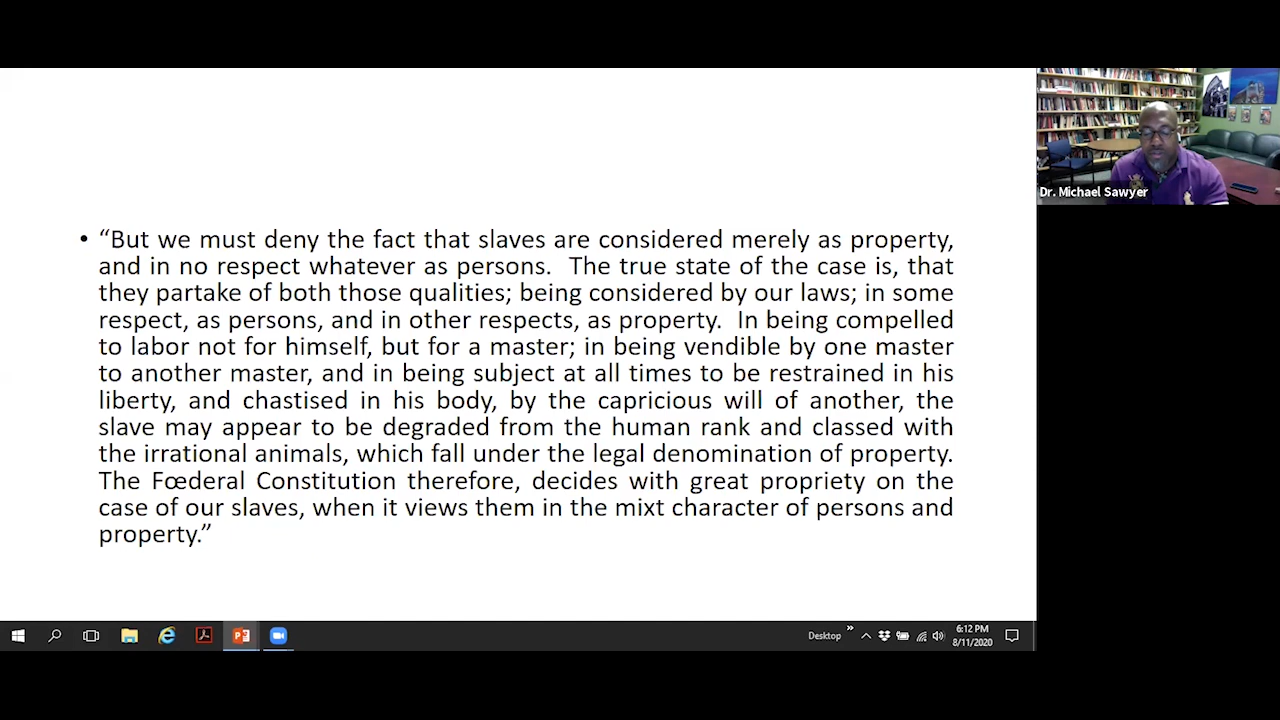 • “But we must deny the fact that slaves are considered merely as property,
and in no respect whatever as persons. The true state of the case is, that
they partake of both those qualities; being considered by our laws; in some
respect, as persons, and in other respects, as property. In being compelled
to labor not for himself, but for a master; in being vendible by one master
to another master, and in being subject at all times to be restrained in his
liberty, and chastised in his body, by the capricious will of another, the
slave may appear to be degraded from the human rank and classed with
the irrational animals, which fall under the legal denomination of property.
The Fœderal Constitution therefore, decides with great propriety on the
case of our slaves, when it views them in the mixt character of persons and
property.”
Dr. Michael Sawyer
Desktop
6:12 PM
8/11/2020